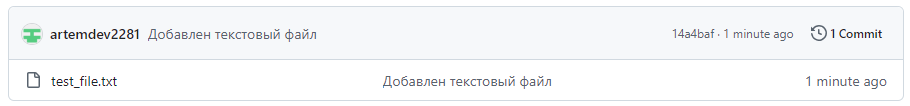 artemdev2281 Добавлен текстовый файл 14a4baf · 1 minute ago 1 Commit
test_file.txt Добавлен текстовый файл 1 minute ago